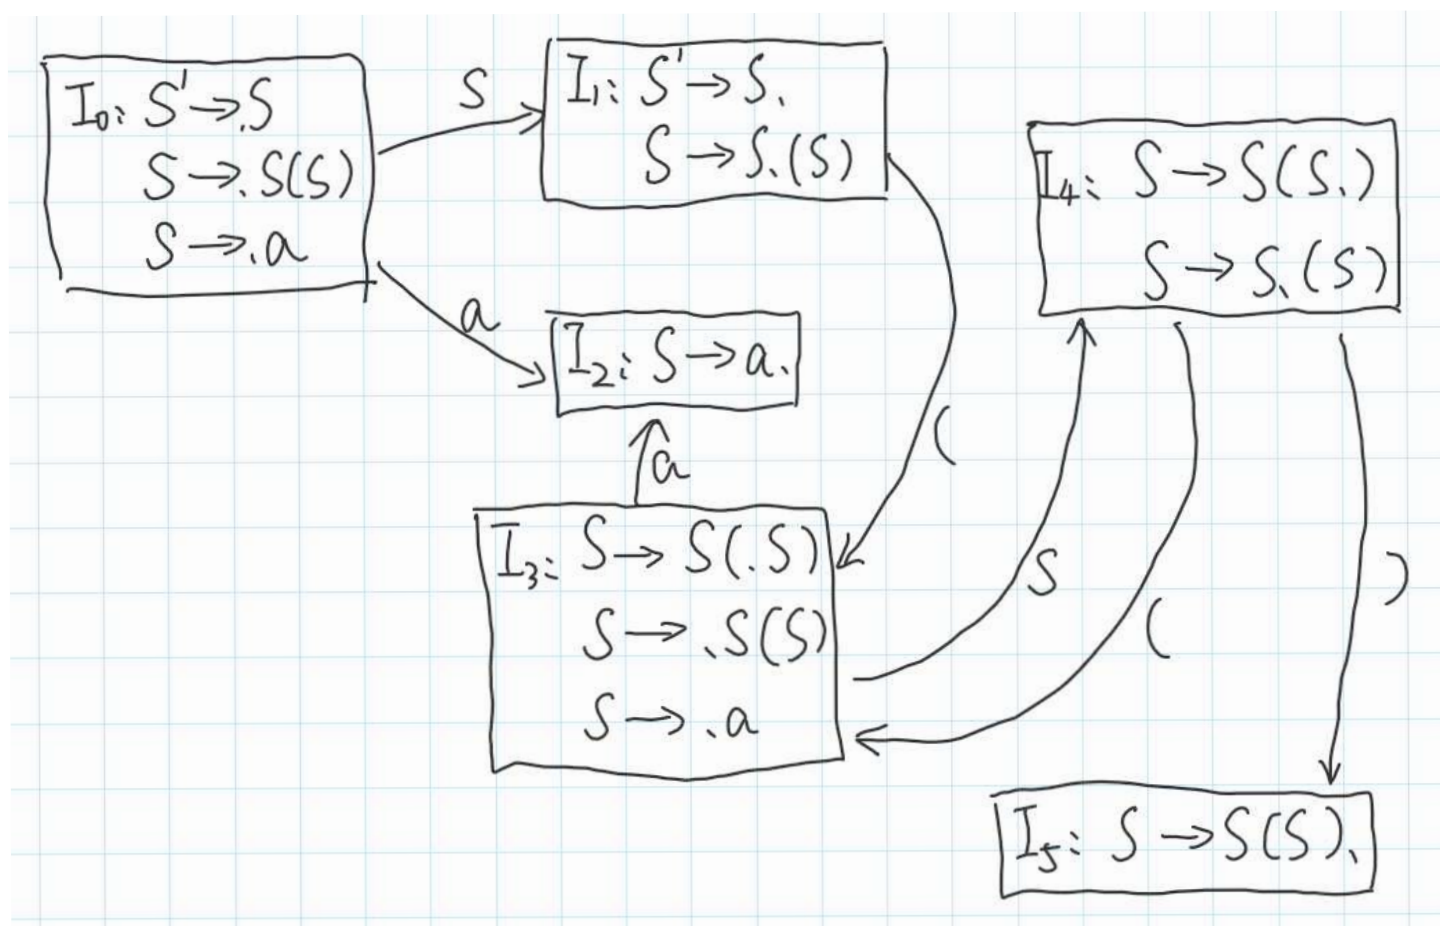 I₀: S' → .S
S → .S(S)
S → .a
S
a
I₁: S' → S.
S → S.(S)
(
I₂: S → a.
a
I₃: S → S(.S)
S → .S(S)
S → .a
S
(
I₄: S → S(S.)
S → S.(S)
)
I₅: S → S(S).